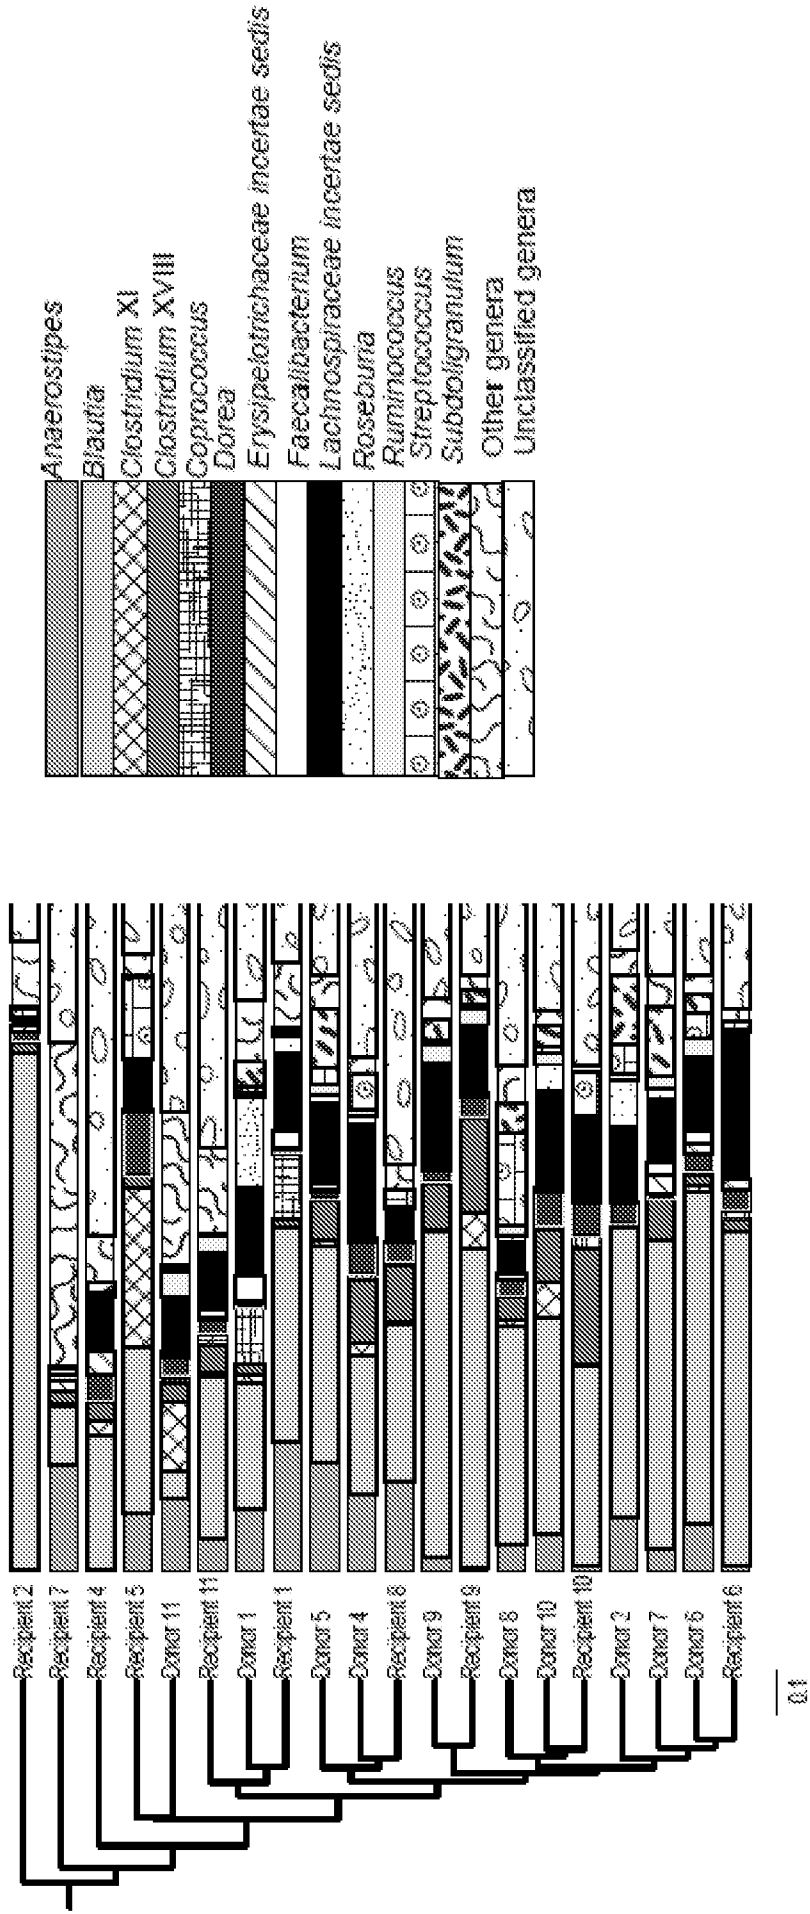 Anaerostipes
Blautia
Clostridium XI
Clostridium XVIII
Coprococcus
Dorea
Erysipelotrichaceae incertae sedis
Faecalibacterium
Lachnospiraceae incertae sedis
Roseburia
Ruminococcus
Streptococcus
Subdoligranulum
Other genera
Unclassified genera
Recipient 2
Recipient 7
Recipient 4
Recipient 5
Donor 11
Recipient 11
Donor 1
Recipient 1
Donor 5
Donor 4
Recipient 8
Donor 9
Recipient 9
Donor 8
Donor 10
Recipient 10
Donor 2
Donor 7
Donor 6
Recipient 6
0.1